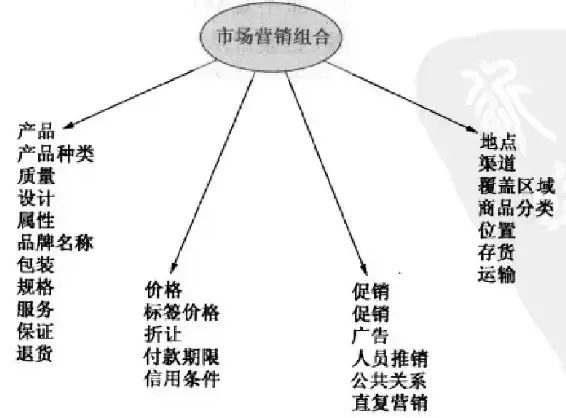 市场营销组合
产品
产品种类
质量
设计
属性
品牌名称
包装
规格
服务
保证
退货
价格
标签价格
折让
付款期限
信用条件
促销
促销
广告
人员推销
公共关系
直复营销
地点
渠道
覆盖区域
商品分类
位置
存货
运输